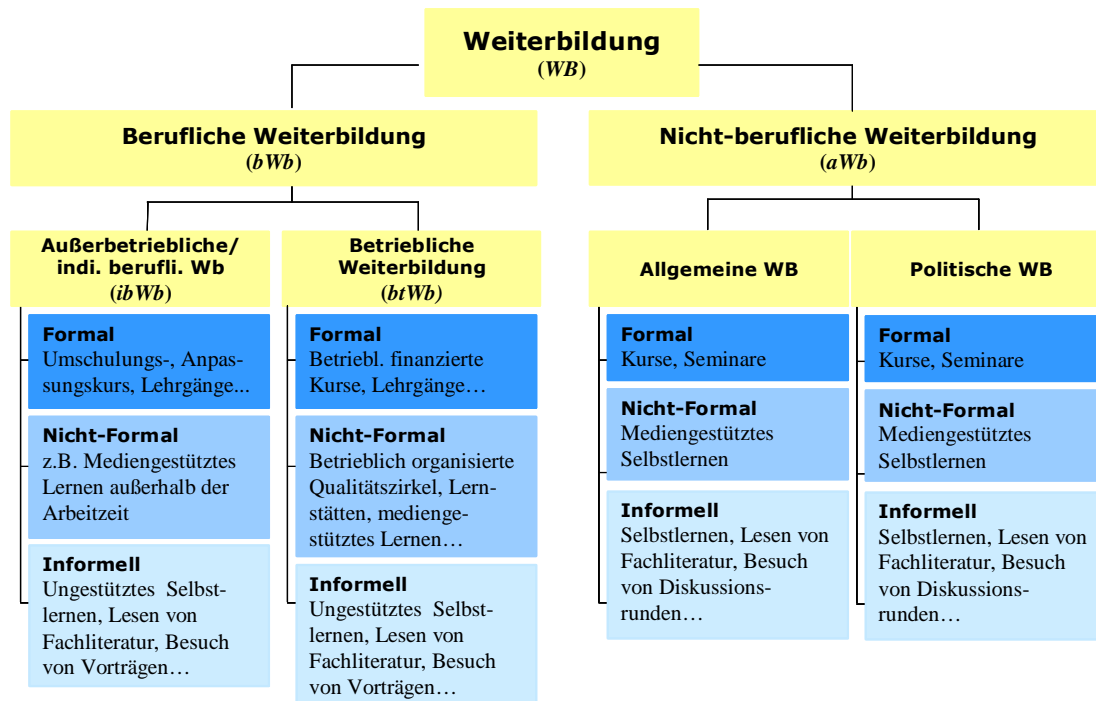 Weiterbildung
(WB)
Berufliche Weiterbildung
(bWb)
Nicht-berufliche Weiterbildung
(aWb)
Außerbetriebliche/
indi. berufli. Wb
(ibWb)
Betriebliche
Weiterbildung
(btWb)
Allgemeine WB
Politische WB
Formal
Umschulungs-, Anpas-
sungskurs, Lehrgänge...
Nicht-Formal
z.B. Mediengestütztes
Lernen außerhalb der
Arbeitzeit
Informell
Ungestütztes Selbst-
lernen, Lesen von
Fachliteratur, Besuch
von Vorträgen…
Formal
Betriebl. finanzierte
Kurse, Lehrgänge…
Nicht-Formal
Betrieblich organisierte
Qualitätszirkel, Lern-
stätten, medienge-
stütztes Lernen…
Informell
Ungestütztes Selbst-
lernen, Lesen von
Fachliteratur, Besuch
von Vorträgen…
Formal
Kurse, Seminare
Nicht-Formal
Mediengestütztes
Selbstlernen
Informell
Selbstlernen, Lesen von
Fachliteratur, Besuch
von Diskussions-
runden…
Formal
Kurse, Seminare
Nicht-Formal
Mediengestütztes
Selbstlernen
Informell
Selbstlernen, Lesen von
Fachliteratur, Besuch
von Diskussions-
runden…